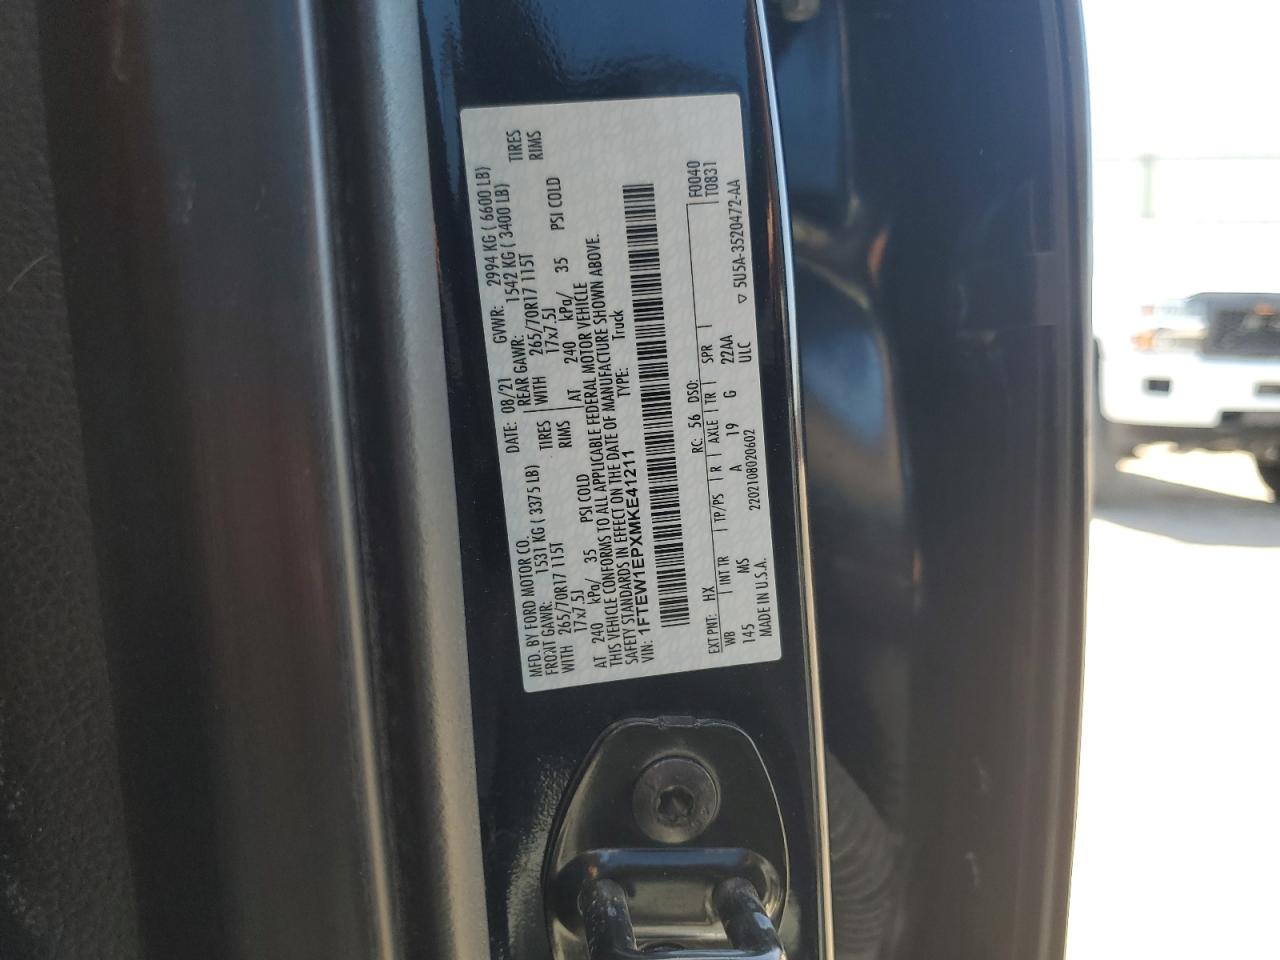 MFD. BY FORD MOTOR CO.
DATE: 08/21 GVWR: 2994 KG ( 6600 LB)
FRONT GAWR: 1531 KG ( 3375 LB) REAR GAWR: 1542 KG ( 3400 LB)
WITH 265/70R17 115T TIRES WITH 265/70R17 115T TIRES
17x7.5J RIMS 17x7.5J RIMS
AT 240 kPa/ 35 PSI COLD AT 240 kPa/ 35 PSI COLD
THIS VEHICLE CONFORMS TO ALL APPLICABLE FEDERAL MOTOR VEHICLE
SAFETY STANDARDS IN EFFECT ON THE DATE OF MANUFACTURE SHOWN ABOVE.
VIN: 1FTEW1EPXMKE41211 TYPE: Truck
F0040
EXT PNT: HX RC: 56 DSO: T0831
WB INT TR TP/PS R AXLE TR SPR
145 MS A 19 G 22AA
MADE IN U.S.A. 2202108020602 ULC ▽ 5U5A-3520472-AA